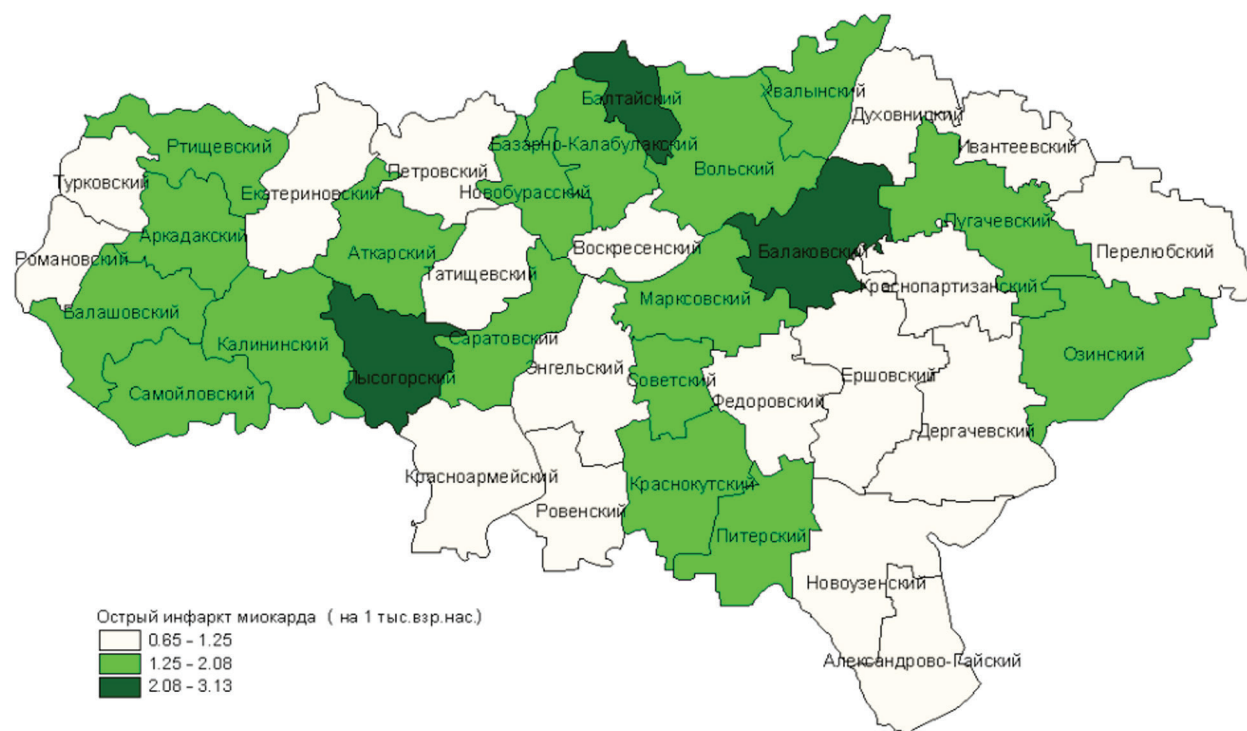 Балтайский
Хвалынский
Духовницкий
Ртищевский
Базарно-Калабулакский
Ивантеевский
Турковский
Екатериновский
Петровский
Новобурасский
Вольский
Пугачевский
Аркадакский
Аткарский
Воскресенский
Балаковский
Перелюбский
Романовский
Татищевский
Краснопартизанский
Балашовский
Марксовский
Калининский
Саратовский
Озинский
Лысогорский
Энгельский
Советский
Ершовский
Самойловский
Федоровский
Дергачевский
Красноармейский
Краснокутский
Ровенский
Питерский
Новоузенский
Александрово-Гайский
Острый инфаркт миокарда ( на 1 тыс.взр.нас.)
0.65 - 1.25
1.25 - 2.08
2.08 - 3.13